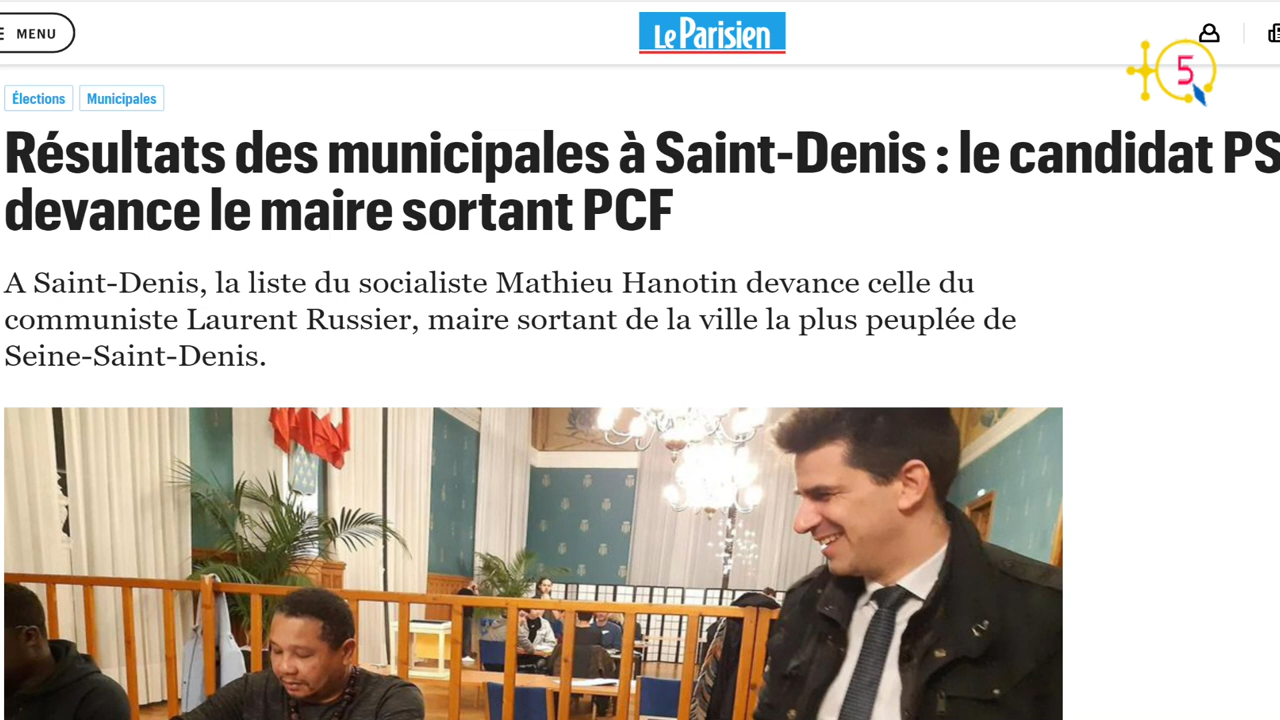 MENU
Le Parisien
5
Élections
Municipales
Résultats des municipales à Saint-Denis : le candidat PS
devance le maire sortant PCF
A Saint-Denis, la liste du socialiste Mathieu Hanotin devance celle du
communiste Laurent Russier, maire sortant de la ville la plus peuplée de
Seine-Saint-Denis.